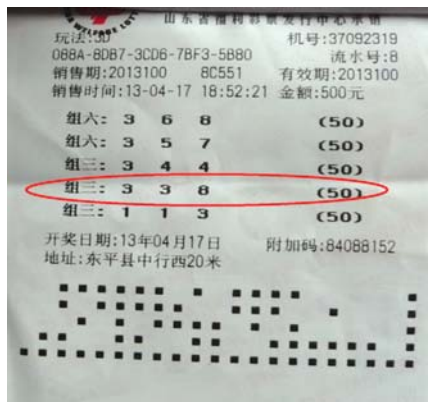 WELFARE LOTT
山东省福利彩票发行中心承销
玩法:3D 机号:37092319
088A-8D87-3CD6-7BF3-5B80 流水号:8
销售期:2013100 8C551 有效期:2013100
销售时间:13-04-17 18:52:21 金额:500元
组六: 3 6 8 (50)
组六: 3 5 7 (50)
组三: 3 4 4 (50)
组三: 3 3 8 (50)
组三: 1 1 3 (50)
开奖日期:13年04月17日 附加码:84088152
地址:东平县中行西20米